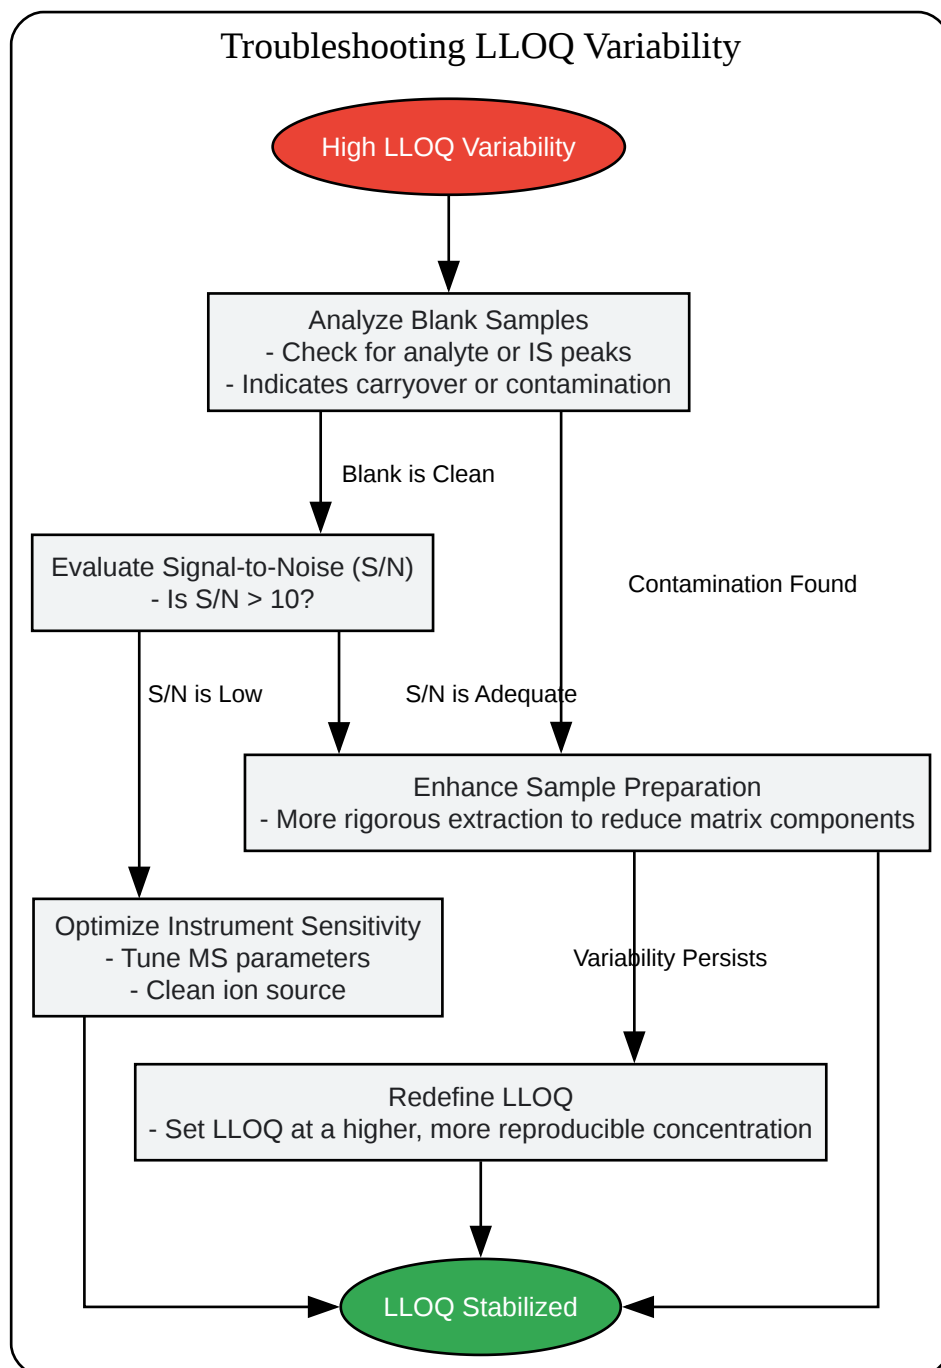 Troubleshooting LLOQ Variability
High LLOQ Variability
Analyze Blank Samples
- Check for analyte or IS peaks
- Indicates carryover or contamination
Blank is Clean
Evaluate Signal-to-Noise (S/N)
- Is S/N > 10?
Contamination Found
S/N is Low
S/N is Adequate
Enhance Sample Preparation
- More rigorous extraction to reduce matrix components
Optimize Instrument Sensitivity
- Tune MS parameters
- Clean ion source
Variability Persists
Redefine LLOQ
- Set LLOQ at a higher, more reproducible concentration
LLOQ Stabilized